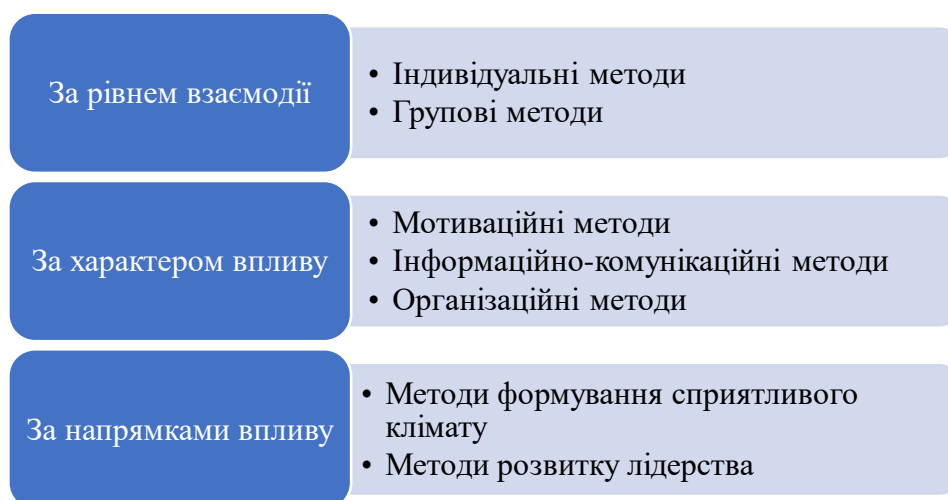 За рівнем взаємодії
• Індивідуальні методи
• Групові методи
За характером впливу
• Мотиваційні методи
• Інформаційно-комунікаційні методи
• Організаційні методи
За напрямками впливу
• Методи формування сприятливого
клімату
• Методи розвитку лідерства